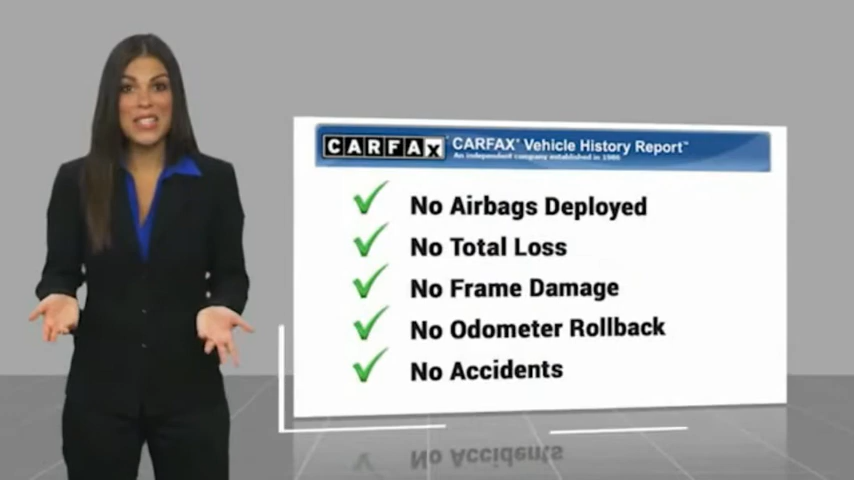 CARFAX CARFAX® Vehicle History Report™
An independent company established in 1986
No Airbags Deployed
No Total Loss
No Frame Damage
No Odometer Rollback
No Accidents
No Accidents